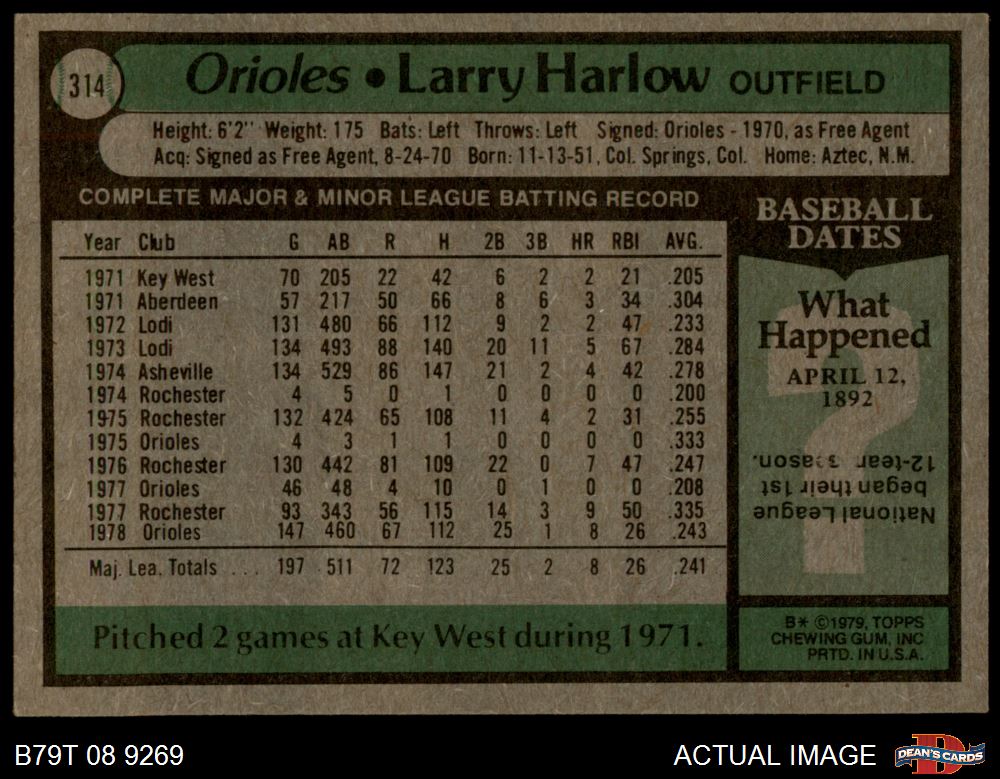 314
Orioles • Larry Harlow OUTFIELD
Height: 6'2" Weight: 175 Bats: Left Throws: Left Signed: Orioles - 1970, as Free Agent
Acq: Signed as Free Agent, 8-24-70 Born: 11-13-51, Col. Springs, Col. Home: Aztec, N.M.
COMPLETE MAJOR & MINOR LEAGUE BATTING RECORD
Year Club G AB R H 2B 3B HR RBI AVG.
1971 Key West 70 205 22 42 6 2 2 21 .205
1971 Aberdeen 57 217 50 66 8 6 3 34 .304
1972 Lodi 131 480 66 112 9 2 2 47 .233
1973 Lodi 134 493 88 140 20 11 5 67 .284
1974 Asheville 134 529 86 147 21 2 4 42 .278
1974 Rochester 4 5 0 1 0 0 0 0 .200
1975 Rochester 132 424 65 108 11 4 2 31 .255
1975 Orioles 4 3 1 1 0 0 0 0 .333
1976 Rochester 130 442 81 109 22 0 7 47 .247
1977 Orioles 46 48 4 10 0 1 0 0 .208
1977 Rochester 93 343 56 115 14 3 9 50 .335
1978 Orioles 147 460 67 112 25 1 8 26 .243
Maj. Lea. Totals ... 197 511 72 123 25 2 8 26 .241
Pitched 2 games at Key West during 1971.
BASEBALL
DATES
What
Happened
APRIL 12,
1892
National League
began their 1st
12-team season.
B* ©1979, TOPPS
CHEWING GUM, INC
PRTD. IN U.S.A.
B79T 08 9269
ACTUAL IMAGE
DEAN'S CARDS